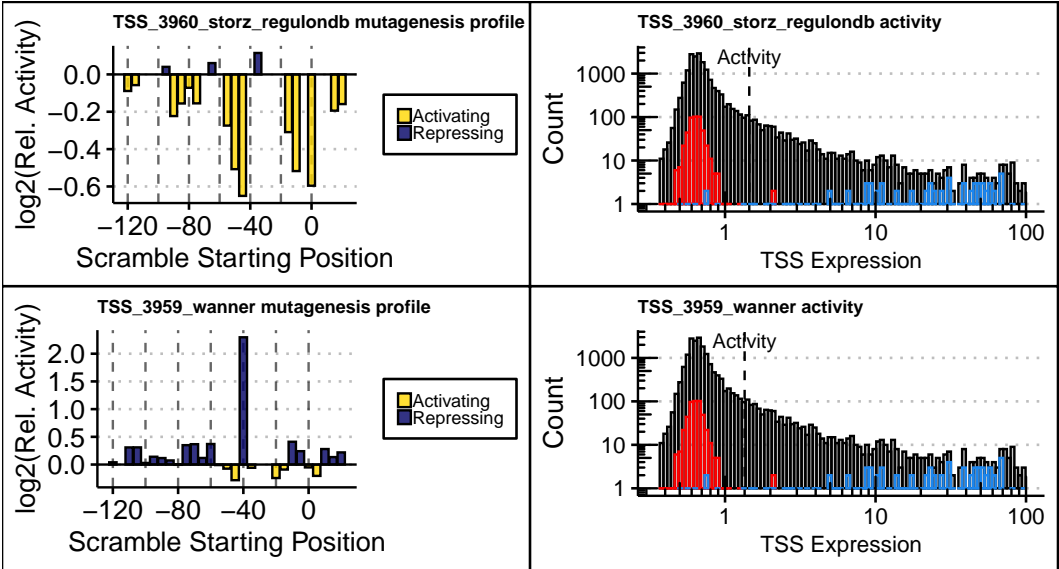 TSS_3960_storz_regulondb mutagenesis profile
log2(Rel. Activity)
0.0
−0.2
−0.4
−0.6
−120
−80
−40
0
Scramble Starting Position
Activating
Repressing
TSS_3960_storz_regulondb activity
Activity
Count
1000
100
10
1
1
10
100
TSS Expression
TSS_3959_wanner mutagenesis profile
log2(Rel. Activity)
2.0
1.5
1.0
0.5
0.0
−120
−80
−40
0
Scramble Starting Position
Activating
Repressing
TSS_3959_wanner activity
Activity
Count
1000
100
10
1
1
10
100
TSS Expression